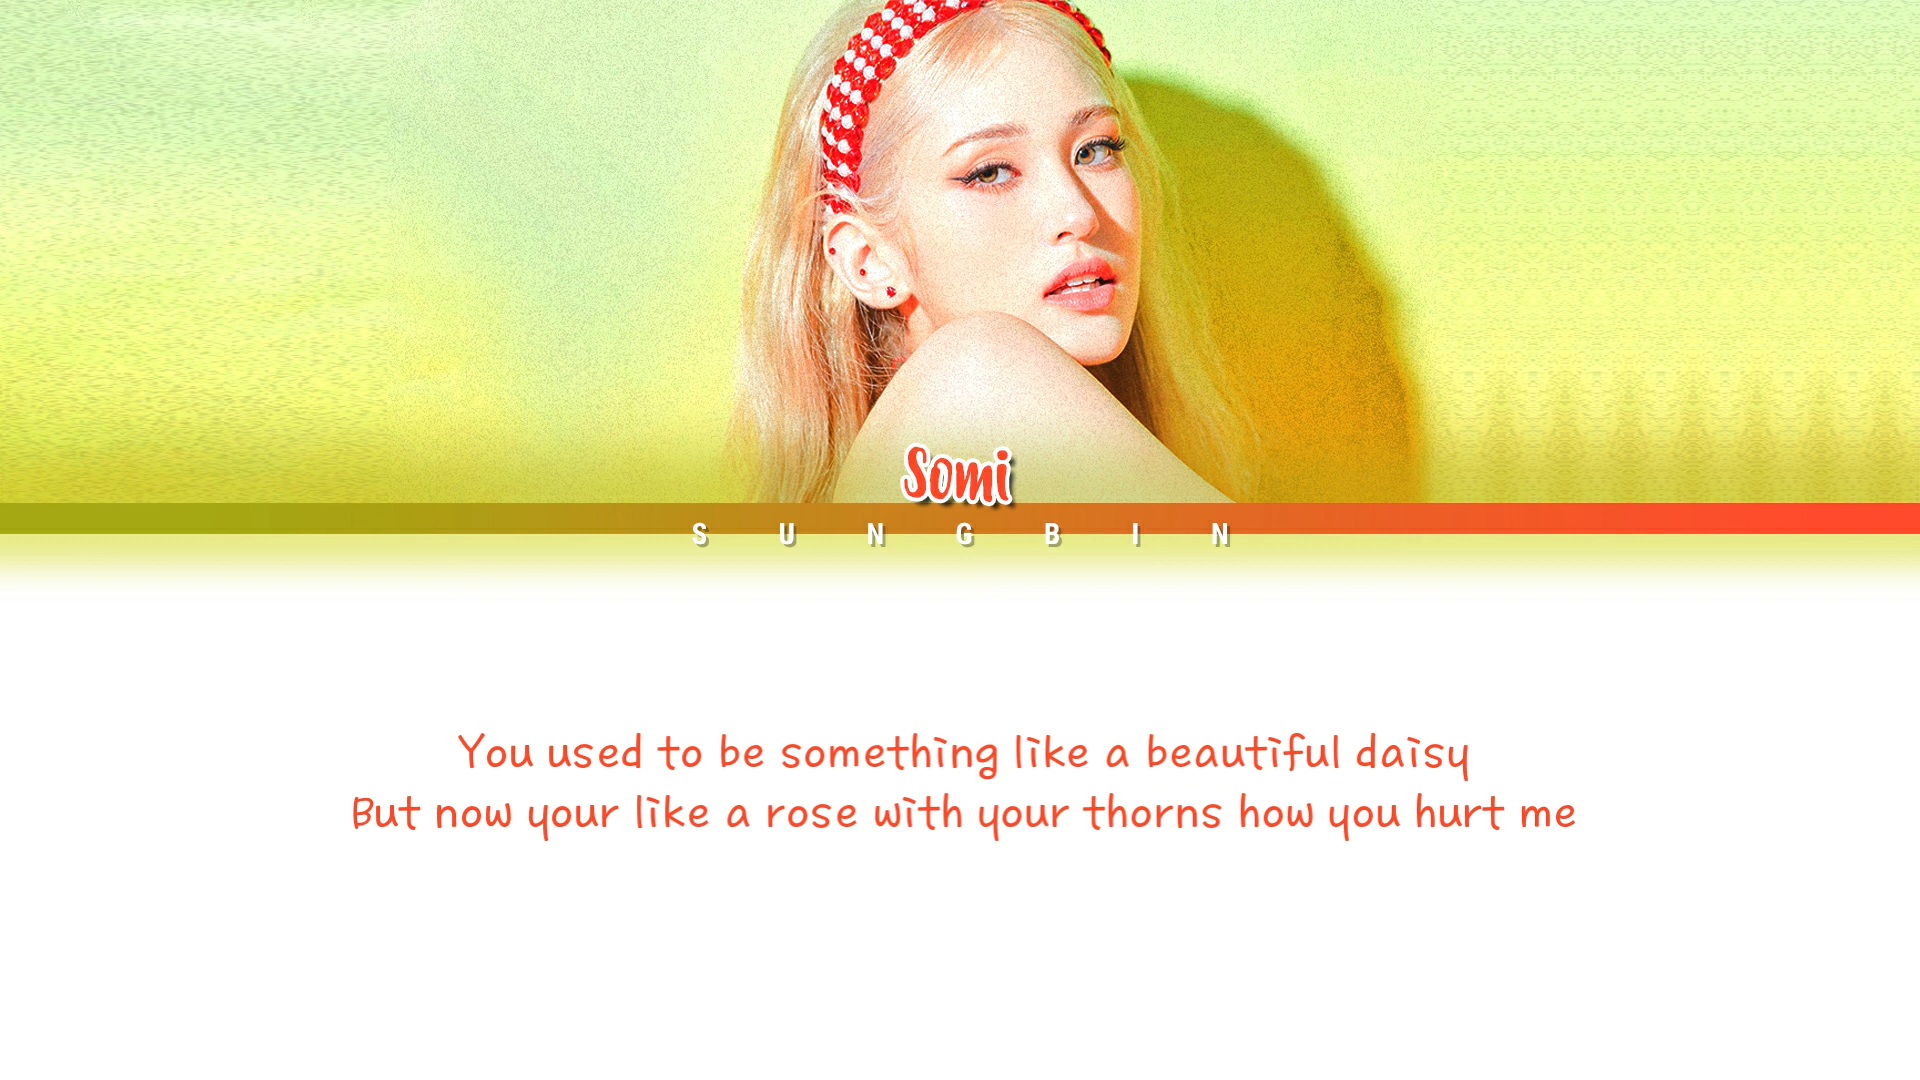 Somi
SUNGBIN
You used to be something like a beautiful daisy
But now your like a rose with your thorns how you hurt me